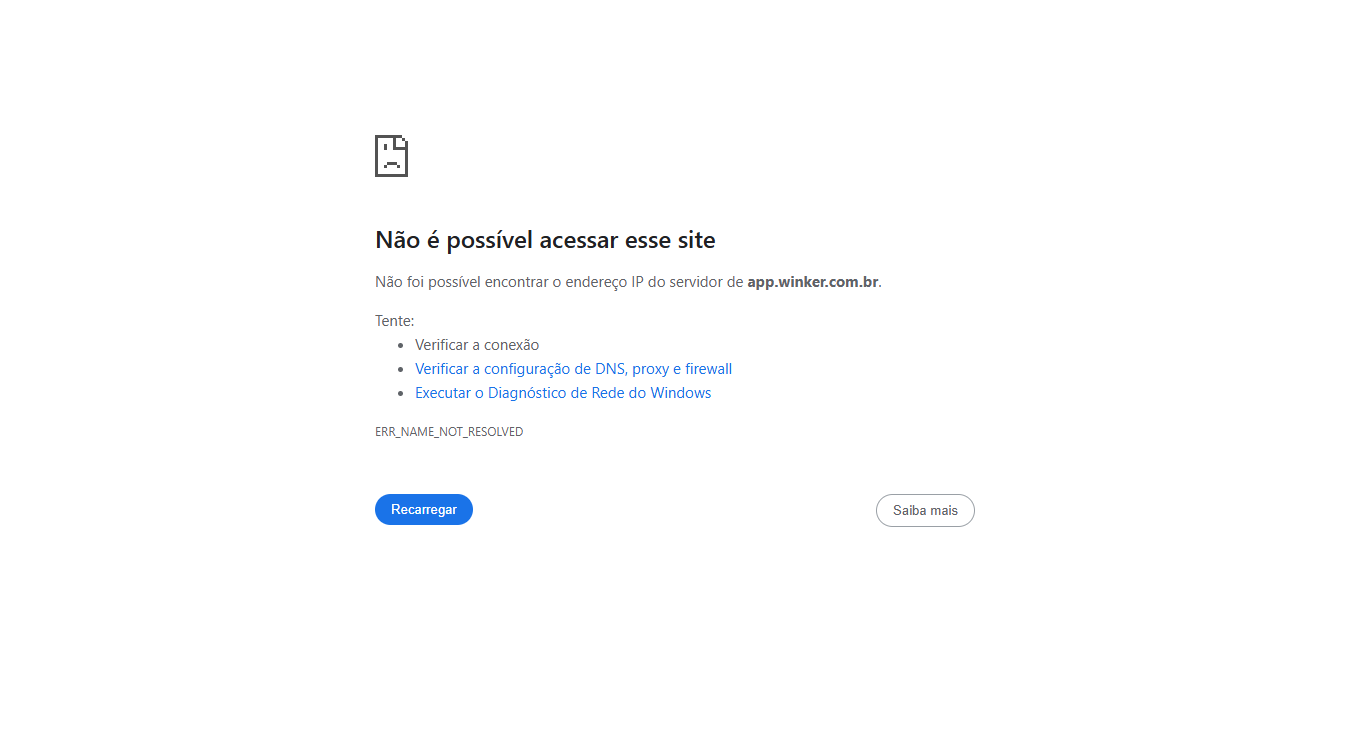 Não é possível acessar esse site
Não foi possível encontrar o endereço IP do servidor de app.winker.com.br.
Tente:
Verificar a conexão
Verificar a configuração de DNS, proxy e firewall
Executar o Diagnóstico de Rede do Windows
ERR_NAME_NOT_RESOLVED
Recarregar
Saiba mais